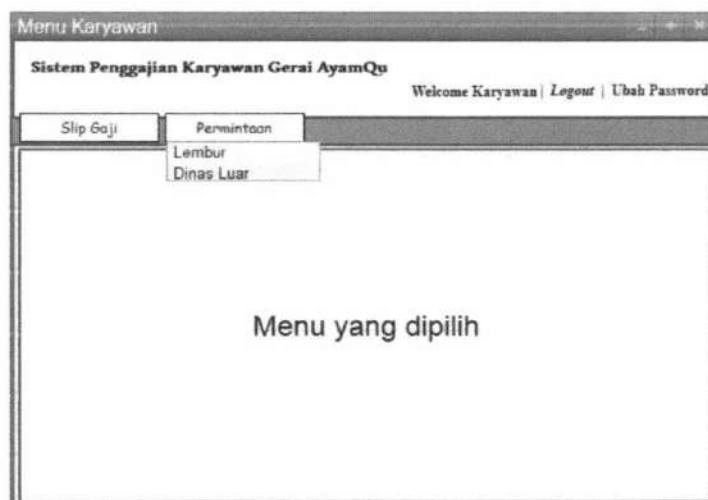 Menu Karyawan
Sistem Penggajian Karyawan Gerai AyamQu
Welcome Karyawan | Logout | Ubah Password
Slip Gaji Permintaan
Lembur
Dinas Luar
Menu yang dipilih